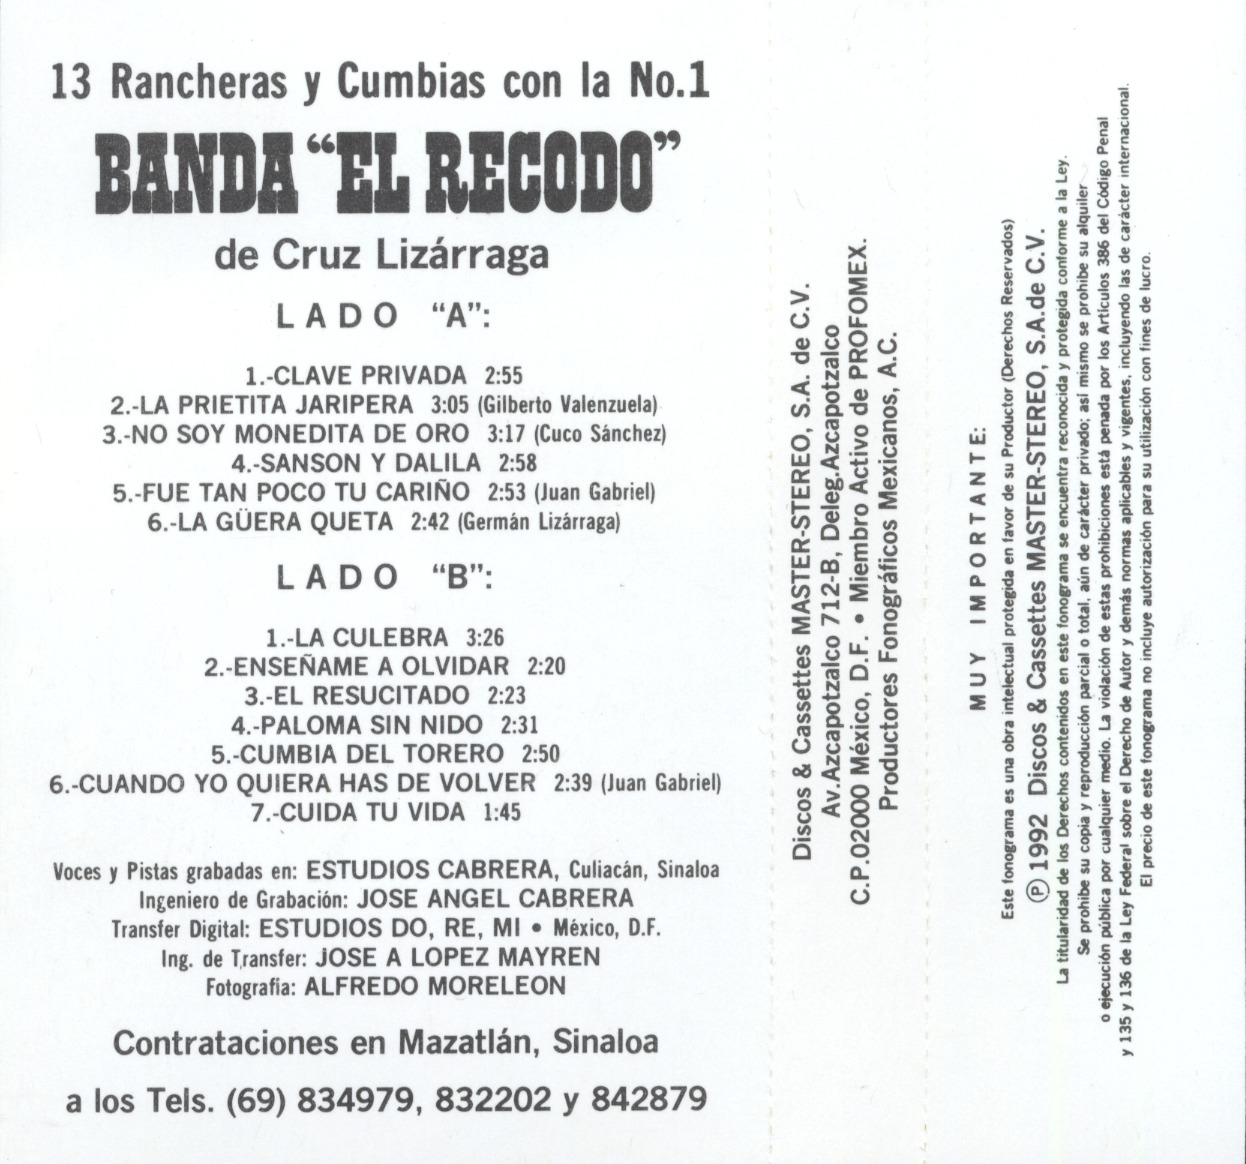 13 Rancheras y Cumbias con la No.1
BANDA “EL RECODO”
de Cruz Lizárraga
LADO “A”:
1.-CLAVE PRIVADA 2:55
2.-LA PRIETITA JARIPERA 3:05 (Gilberto Valenzuela)
3.-NO SOY MONEDITA DE ORO 3:17 (Cuco Sánchez)
4.-SANSON Y DALILA 2:58
5.-FUE TAN POCO TU CARIÑO 2:53 (Juan Gabriel)
6.-LA GÜERA QUETA 2:42 (Germán Lizárraga)
LADO “B”:
1.-LA CULEBRA 3:26
2.-ENSEÑAME A OLVIDAR 2:20
3.-EL RESUCITADO 2:23
4.-PALOMA SIN NIDO 2:31
5.-CUMBIA DEL TORERO 2:50
6.-CUANDO YO QUIERA HAS DE VOLVER 2:39 (Juan Gabriel)
7.-CUIDA TU VIDA 1:45
Voces y Pistas grabadas en: ESTUDIOS CABRERA, Culiacán, Sinaloa
Ingeniero de Grabación: JOSE ANGEL CABRERA
Transfer Digital: ESTUDIOS DO, RE, MI • México, D.F.
Ing. de Transfer: JOSE A LOPEZ MAYREN
Fotografia: ALFREDO MORELEON
Contrataciones en Mazatlán, Sinaloa
a los Tels. (69) 834979, 832202 y 842879
Discos & Cassettes MASTER-STEREO, S.A. de C.V.
Av.Azcapotzalco 712-B, Deleg.Azcapotzalco
C.P.02000 México, D.F. • Miembro Activo de PROFOMEX.
Productores Fonográficos Mexicanos, A.C.
MUY IMPORTANTE:
Este fonograma es una obra intelectual protegida en favor de su Productor (Derechos Reservados)
Ⓟ 1992 Discos & Cassettes MASTER-STEREO, S.A.de C.V.
La titularidad de los Derechos contenidos en este fonograma se encuentra reconocida y protegida conforme a la Ley.
Se prohibe su copia y reproducción parcial o total, aún de carácter privado; asi mismo se prohibe su alquiler
o ejecución pública por cualquier medio. La violación de estas prohibiciones está penada por los Articulos 386 del Código Penal
y 135 y 136 de la Ley Federal sobre el Derecho de Autor y demás normas aplicables y vigentes, incluyendo las de carácter internacional.
El precio de este fonograma no incluye autorización para su utilización con fines de lucro.